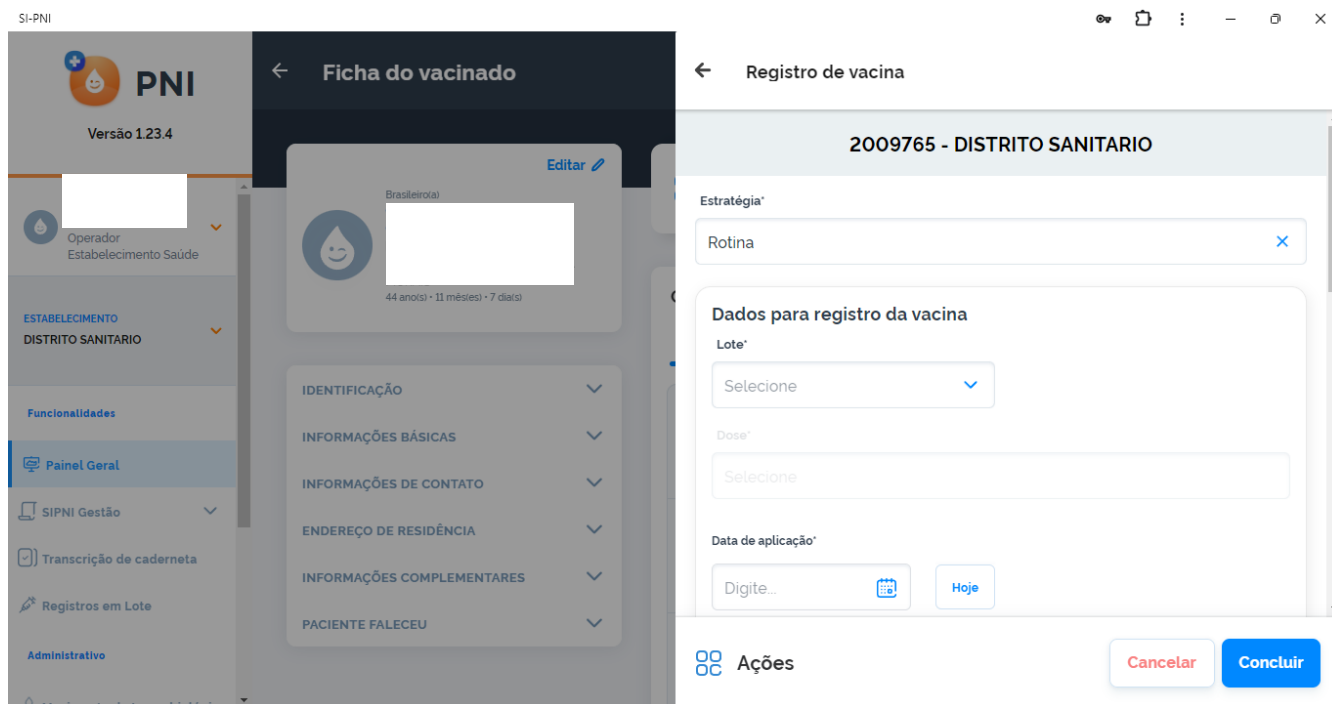 SI-PNI
PNI
Versão 1.23.4
Operador
Estabelecimento Saúde
ESTABELECIMENTO
DISTRITO SANITARIO
Funcionalidades
Painel Geral
SIPNI Gestão
Transcrição de caderneta
Registros em Lote
Administrativo
Ficha do vacinado
Editar
Brasileiro(a)
44 ano(s) • 11 mês(es) • 7 dia(s)
IDENTIFICAÇÃO
INFORMAÇÕES BÁSICAS
INFORMAÇÕES DE CONTATO
ENDEREÇO DE RESIDÊNCIA
INFORMAÇÕES COMPLEMENTARES
PACIENTE FALECEU
Registro de vacina
2009765 - DISTRITO SANITARIO
Estratégia*
Rotina
Dados para registro da vacina
Lote*
Selecione
Dose*
Selecione
Data de aplicação*
Digite...
Hoje
Ações
Cancelar
Concluir